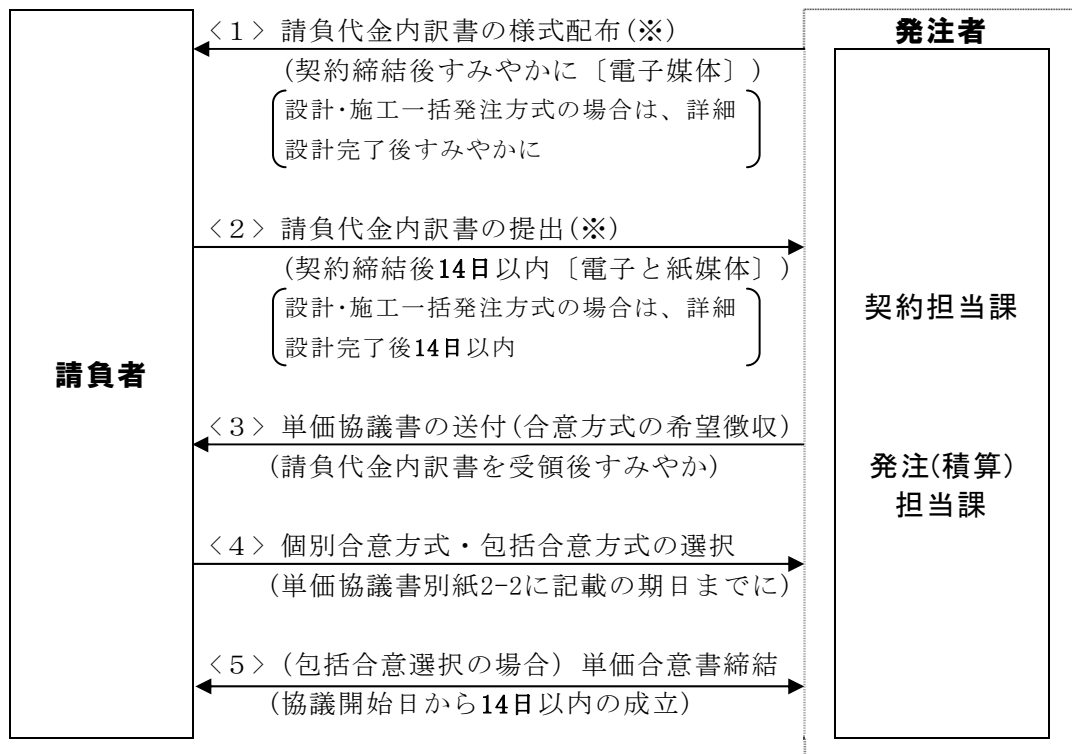 発注者
<1> 請負代金内訳書の様式配布(※)
(契約締結後すみやかに〔電子媒体〕)
設計・施工一括発注方式の場合は、詳細
設計完了後すみやかに
<2> 請負代金内訳書の提出(※)
(契約締結後14日以内〔電子と紙媒体〕)
設計・施工一括発注方式の場合は、詳細
設計完了後14日以内
契約担当課
請負者
<3> 単価協議書の送付(合意方式の希望徴収)
(請負代金内訳書を受領後すみやか)
発注(積算)
担当課
<4> 個別合意方式・包括合意方式の選択
(単価協議書別紙2-2に記載の期日までに)
<5> (包括合意選択の場合) 単価合意書締結
(協議開始日から14日以内の成立)